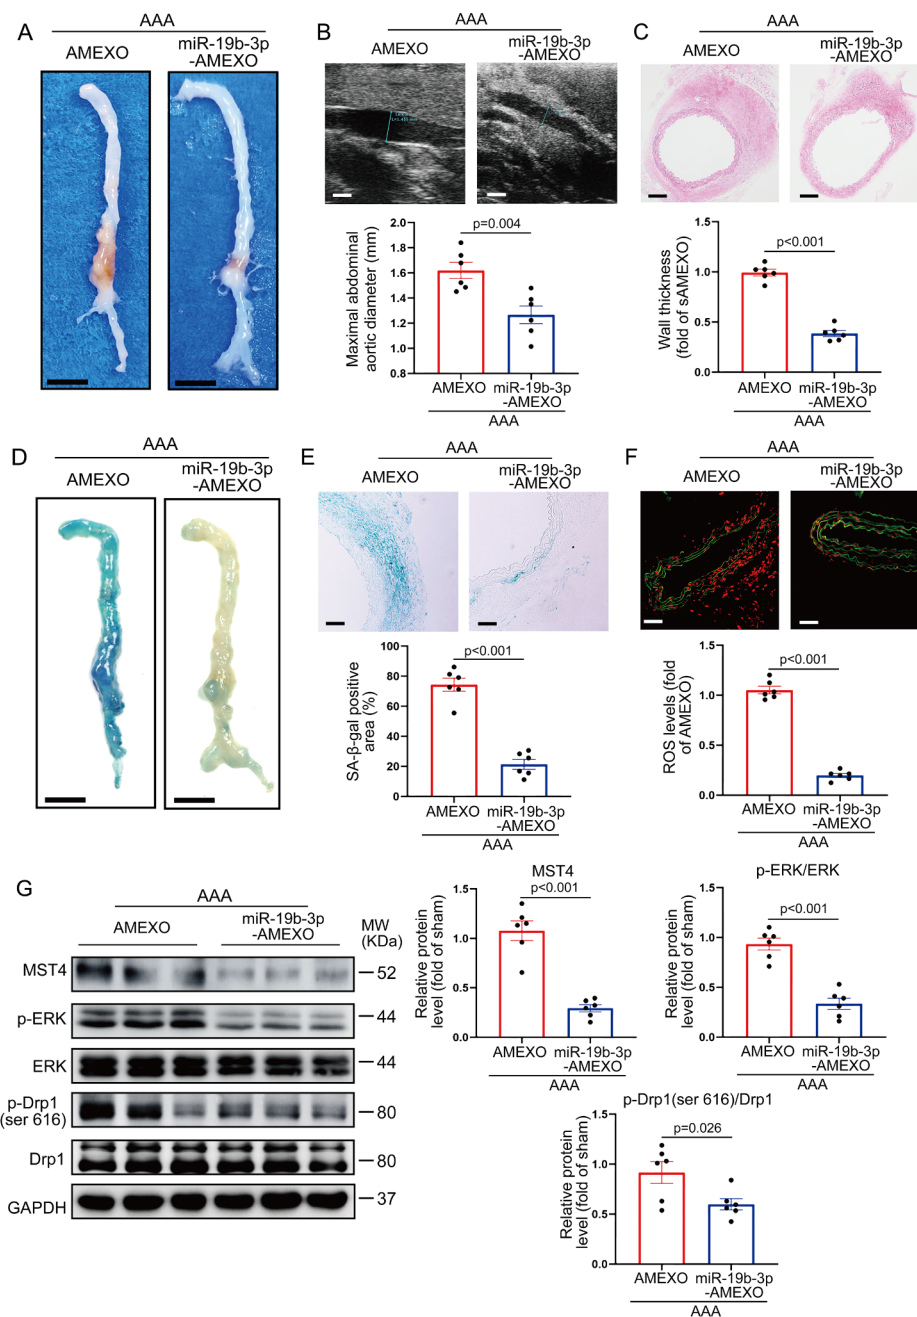 A
AAA
AMEXO
miR-19b-3p
-AMEXO
B
AAA
AMEXO
miR-19b-3p
-AMEXO
Maximal abdominal
aortic diameter (mm)
2.0
1.8
1.6
1.4
1.2
1.0
0.8
p=0.004
AMEXO
miR-19b-3p
-AMEXO
AAA
C
AAA
AMEXO
miR-19b-3p
-AMEXO
Wall thickness
(fold of sAMEXO)
1.5
1.0
0.5
0.0
p<0.001
AMEXO
miR-19b-3p
-AMEXO
AAA
D
AAA
AMEXO
miR-19b-3p
-AMEXO
E
AAA
AMEXO
miR-19b-3p
-AMEXO
SA-β-gal positive
area (%)
100
80
60
40
20
0
p<0.001
AMEXO
miR-19b-3p
-AMEXO
AAA
F
AAA
AMEXO
miR-19b-3p
-AMEXO
ROS levels (fold
of AMEXO)
1.5
1.0
0.5
0.0
p<0.001
AMEXO
miR-19b-3p
-AMEXO
AAA
G
AAA
AMEXO
miR-19b-3p
-AMEXO
MW
(KDa)
MST4
52
p-ERK
44
ERK
44
p-Drp1
(ser 616)
80
Drp1
80
GAPDH
37
MST4
Relative protein
level (fold of sham)
1.5
1.0
0.5
0.0
p<0.001
AMEXO
miR-19b-3p
-AMEXO
AAA
p-ERK/ERK
Relative protein
level (fold of sham)
1.5
1.0
0.5
0.0
p<0.001
AMEXO
miR-19b-3p
-AMEXO
AAA
p-Drp1(ser 616)/Drp1
Relative protein
level (fold of sham)
1.5
1.0
0.5
0.0
p=0.026
AMEXO
miR-19b-3p
-AMEXO
AAA